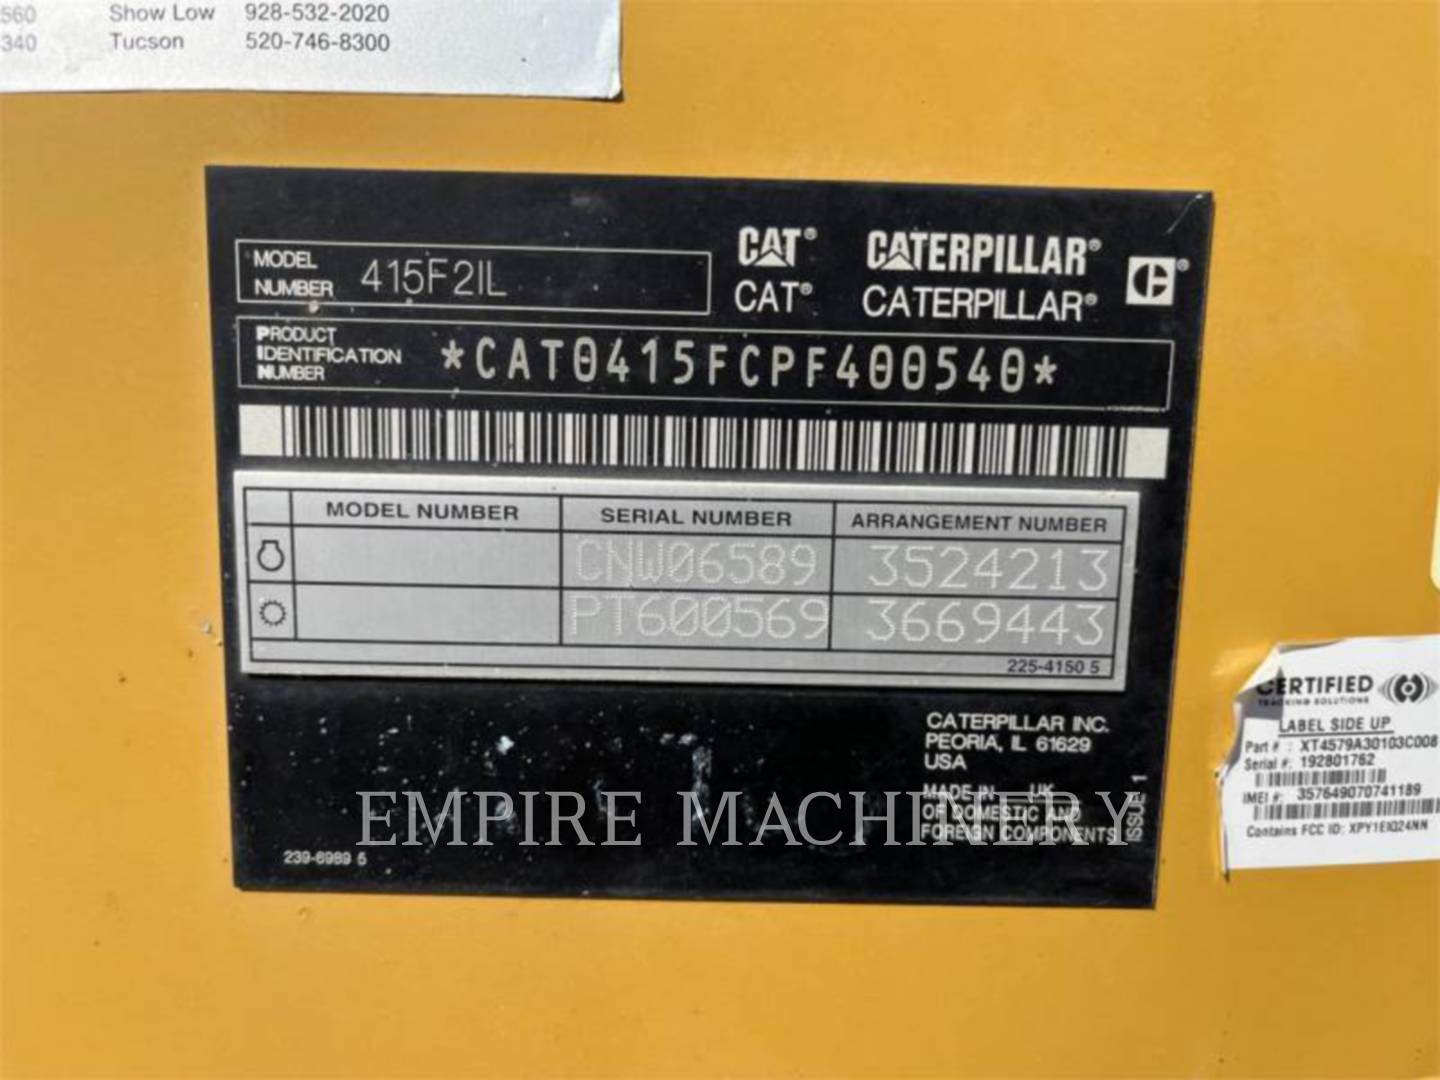 560 Show Low 928-532-2020
340 Tucson 520-746-8300
MODEL NUMBER 415F2IL
CAT® CATERPILLAR®
CAT® CATERPILLAR®
PRODUCT IDENTIFICATION NUMBER *CAT0415FCPF400540*
MODEL NUMBER SERIAL NUMBER ARRANGEMENT NUMBER
CNW06589 3524213
PT600569 3669443
225-4150 5
CATERPILLAR INC.
PEORIA, IL 61629
USA
MADE IN UK
OF DOMESTIC AND
FOREIGN COMPONENTS
ISSUE 1
239-6989 5
EMPIRE MACHINERY
CERTIFIED
TRACKING SOLUTIONS
LABEL SIDE UP
Part # : XT4579A30103C008
Serial #: 192801762
IMEI #: 357649070741189
Contains FCC ID: XPY1EIQ24NN